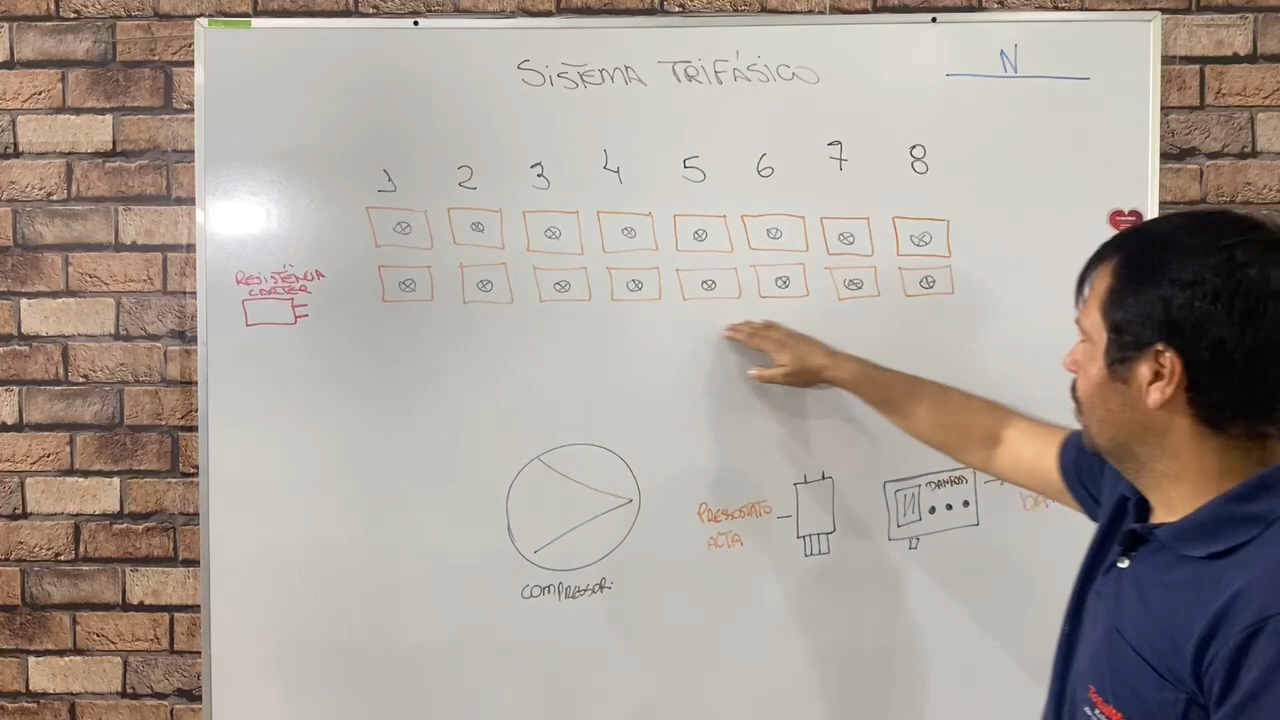 SISTEMA TRIFÁSICO
N
1 2 3 4 5 6 7 8
RESISTÊNCIA
CARTER
DANFOSS
PRESSOSTATO
ALTA
COMPRESSOR